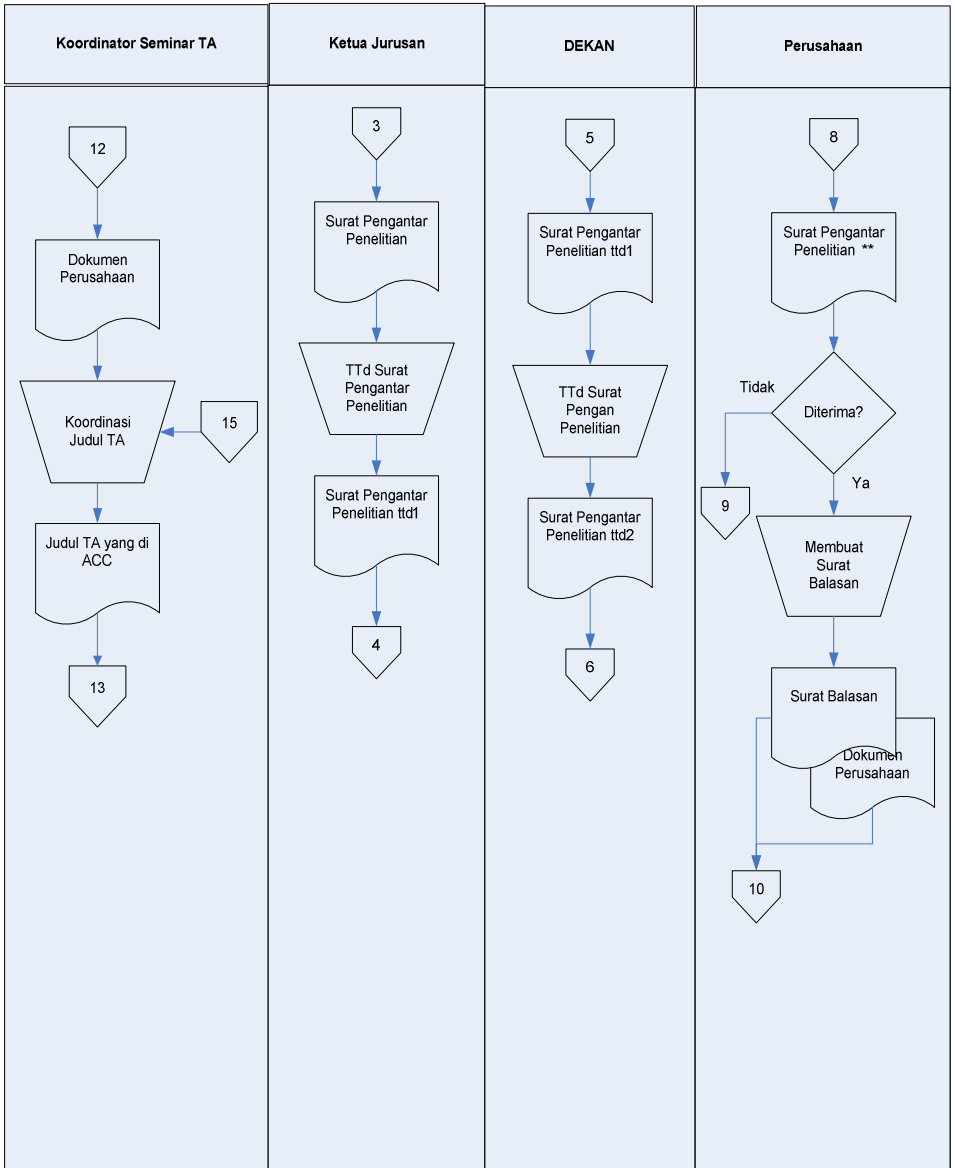 Koordinator Seminar TA
Ketua Jurusan
DEKAN
Perusahaan
12
Dokumen
Perusahaan
Koordinasi
Judul TA
15
Judul TA yang di
ACC
13
3
Surat Pengantar
Penelitian
TTd Surat
Pengantar
Penelitian
Surat Pengantar
Penelitian ttd1
4
5
Surat Pengantar
Penelitian ttd1
TTd Surat
Pengan
Penelitian
Surat Pengantar
Penelitian ttd2
6
8
Surat Pengantar
Penelitian **
Diterima?
Tidak
9
Ya
Membuat
Surat
Balasan
Surat Balasan
Dokumen
Perusahaan
10